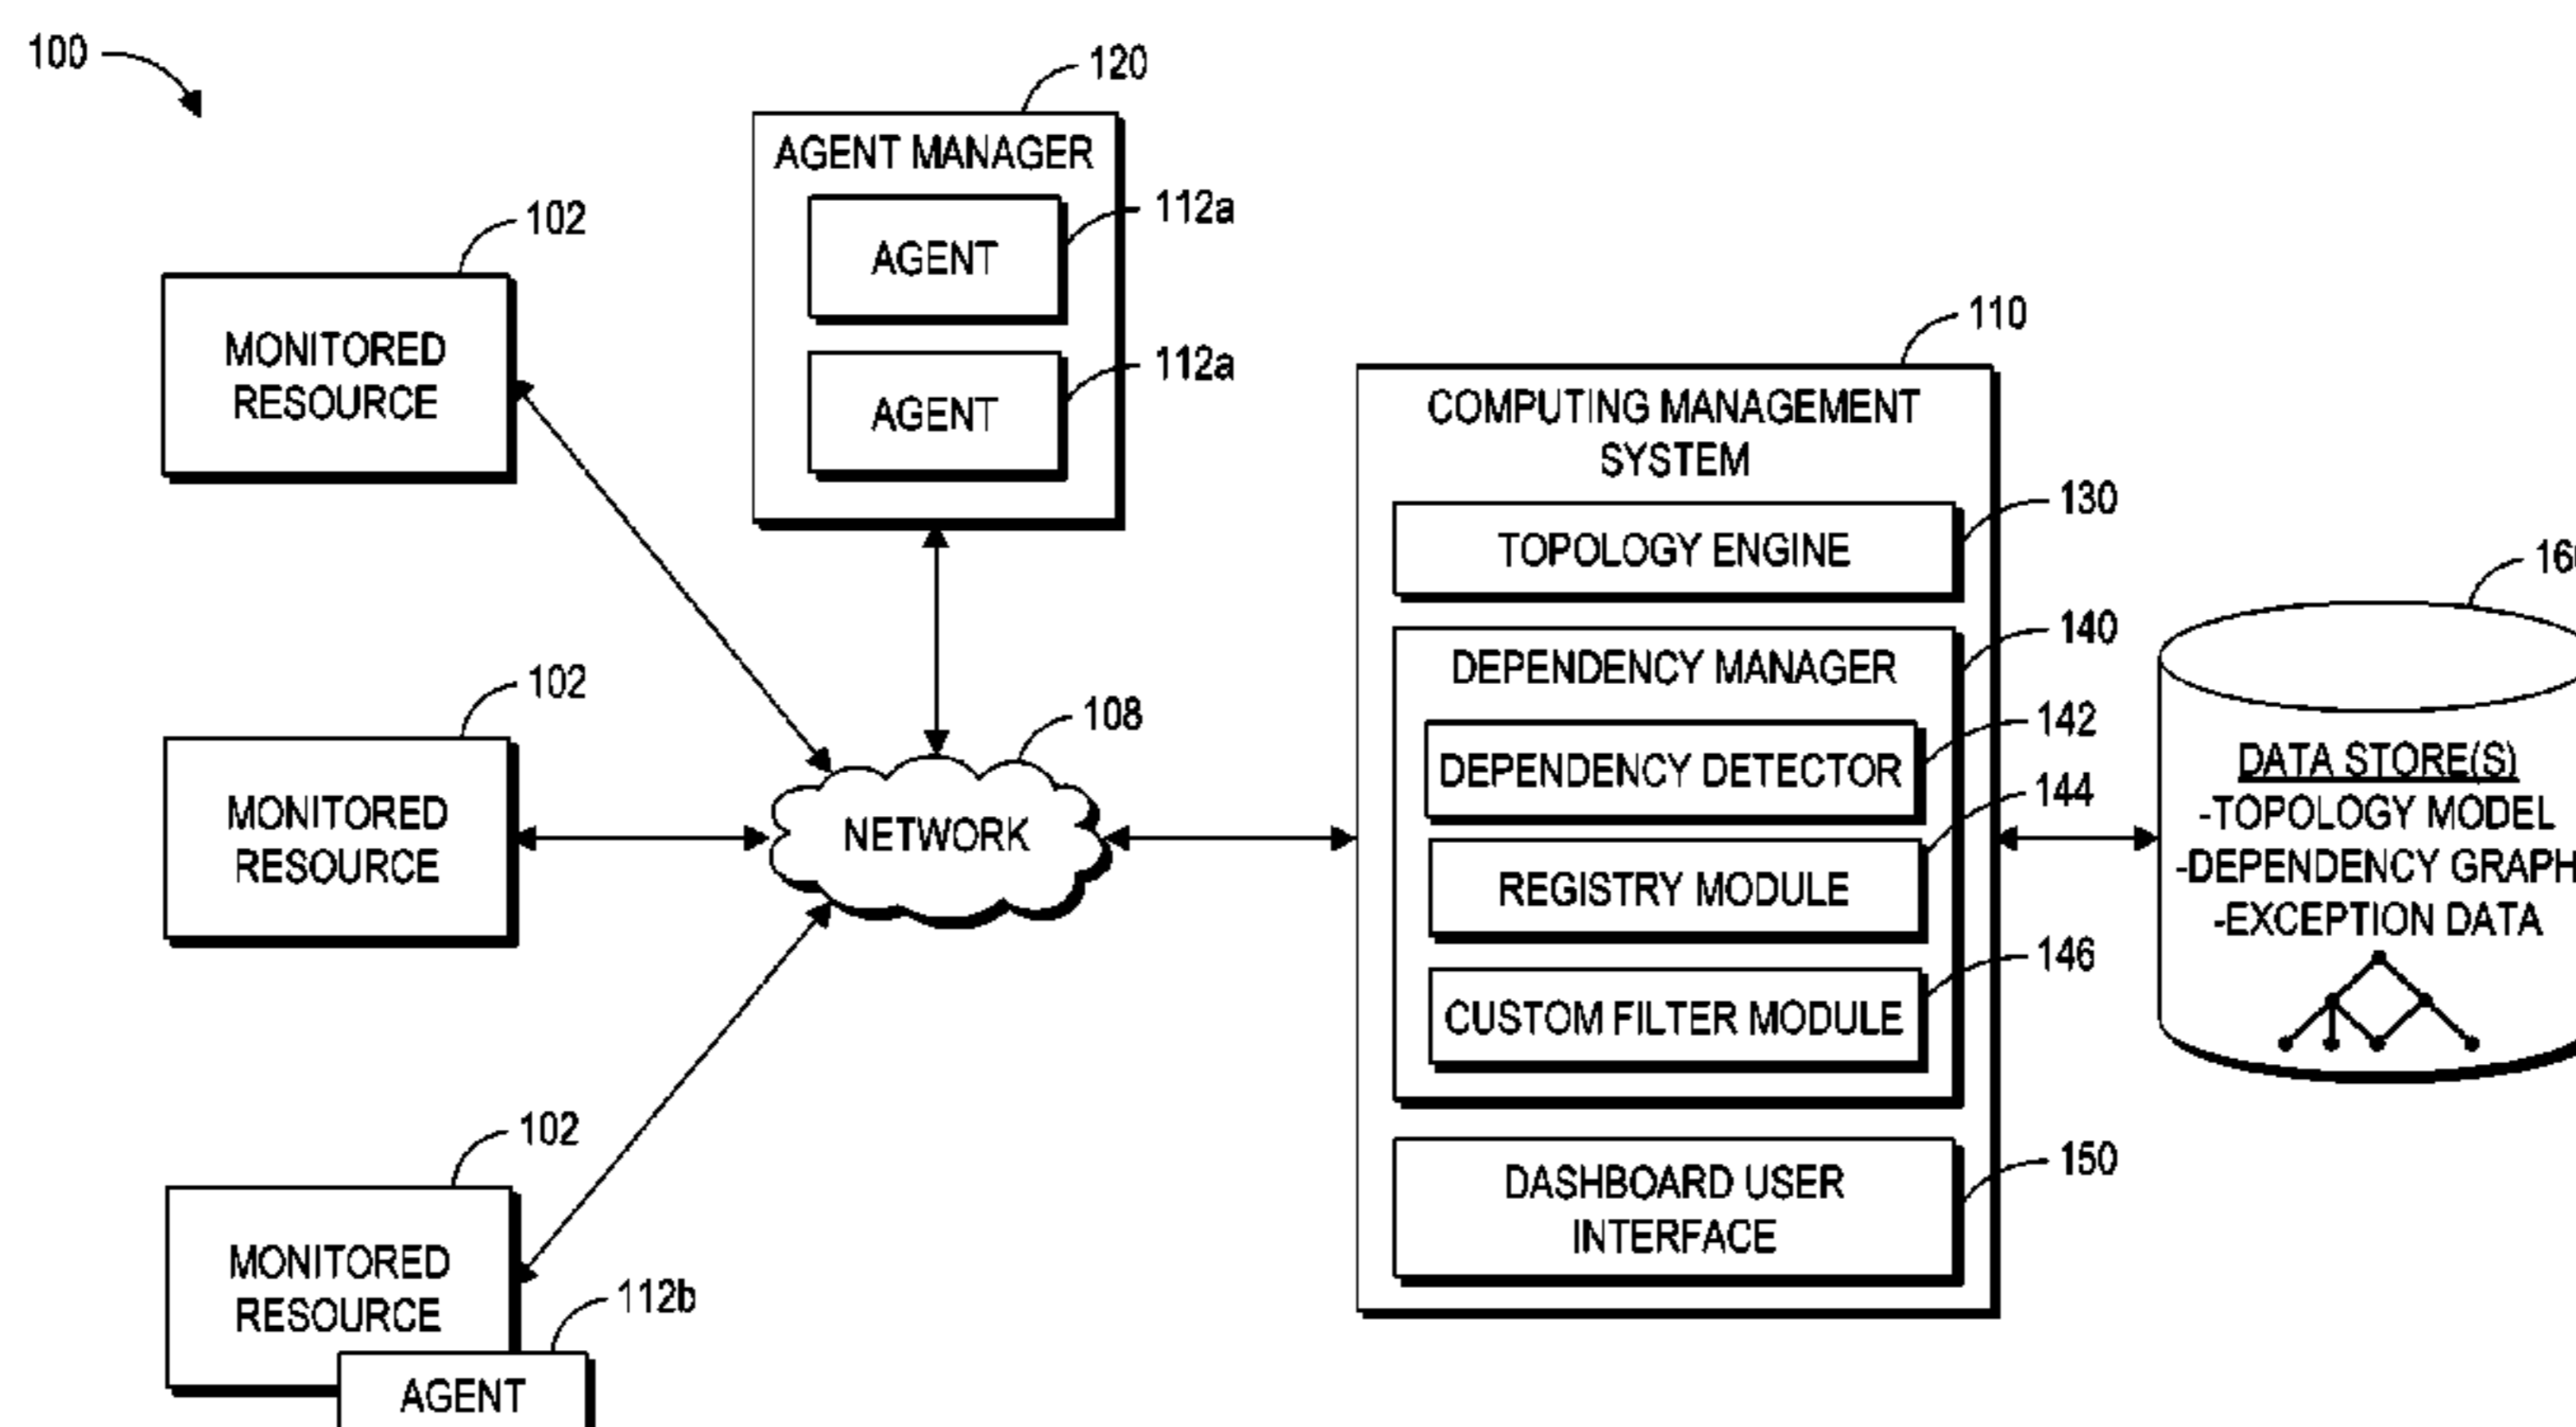 100
120
AGENT MANAGER
112a
AGENT
112a
AGENT
102
MONITORED
RESOURCE
102
MONITORED
RESOURCE
108
NETWORK
102
MONITORED
RESOURCE
112b
AGENT
110
COMPUTING MANAGEMENT
SYSTEM
130
TOPOLOGY ENGINE
140
DEPENDENCY MANAGER
142
DEPENDENCY DETECTOR
144
REGISTRY MODULE
146
CUSTOM FILTER MODULE
150
DASHBOARD USER
INTERFACE
DATA STORE(S)
-TOPOLOGY MODEL
-DEPENDENCY GRAPH
-EXCEPTION DATA